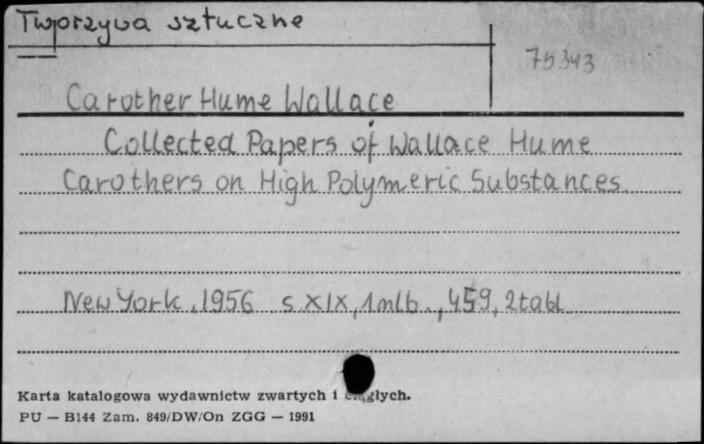 Tworzywa sztuczne
75343
Carother Hume Wallace
Collected Papers of Wallace Hume
Carothers on High Polymeric Substances
New York, 1956 s. XIX, 1 nlb., 459, 2 tabl.
Karta katalogowa wydawnictw zwartych i ciągłych.
PU — B144 Zam. 849/DW/On ZGG — 1991